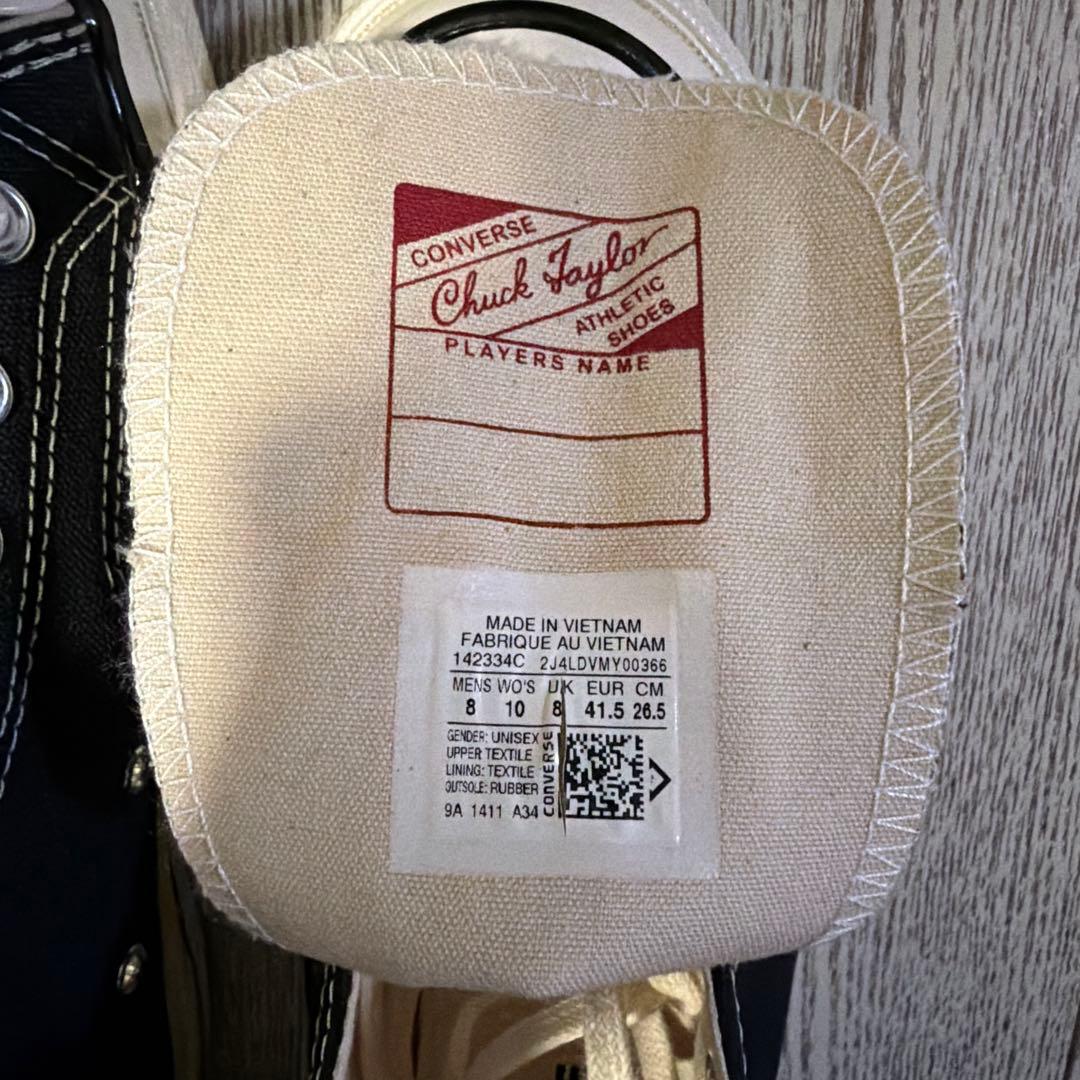 CONVERSE
Chuck Taylor
ATHLETIC
SHOES
PLAYERS NAME
MADE IN VIETNAM
FABRIQUE AU VIETNAM
142334C 2J4LDVMY00366
MENS WO'S UK EUR CM
8 10 8 41.5 26.5
GENDER: UNISEX
UPPER TEXTILE
LINING: TEXTILE
OUTSOLE: RUBBER
9A 1411 A34
CONVERSE